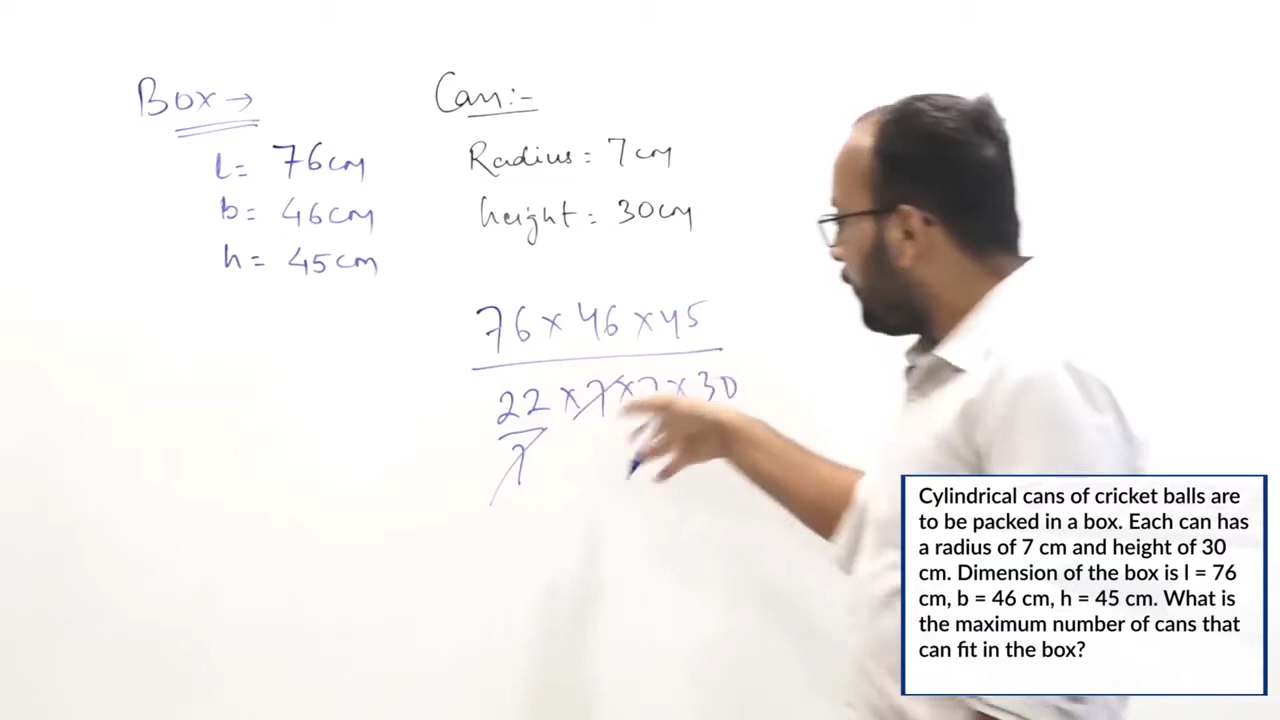 Box →
l = 76cm
b = 46cm
h = 45cm
Can:-
Radius = 7cm
height = 30cm
76 x 46 x 45
22 x 7 x 7 x 30
7
Cylindrical cans of cricket balls are
to be packed in a box. Each can has
a radius of 7 cm and height of 30
cm. Dimension of the box is l = 76
cm, b = 46 cm, h = 45 cm. What is
the maximum number of cans that
can fit in the box?